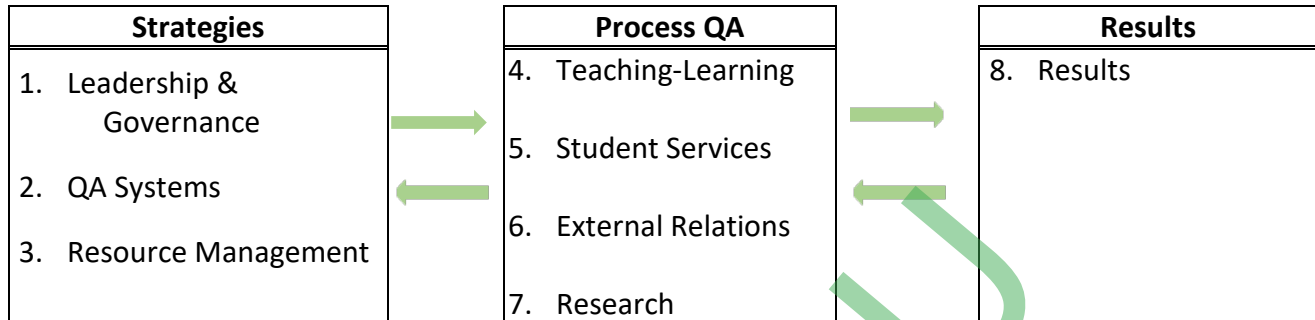 Strategies
1. Leadership &
Governance
2. QA Systems
3. Resource Management
Process QA
4. Teaching-Learning
5. Student Services
6. External Relations
7. Research
Results
8. Results